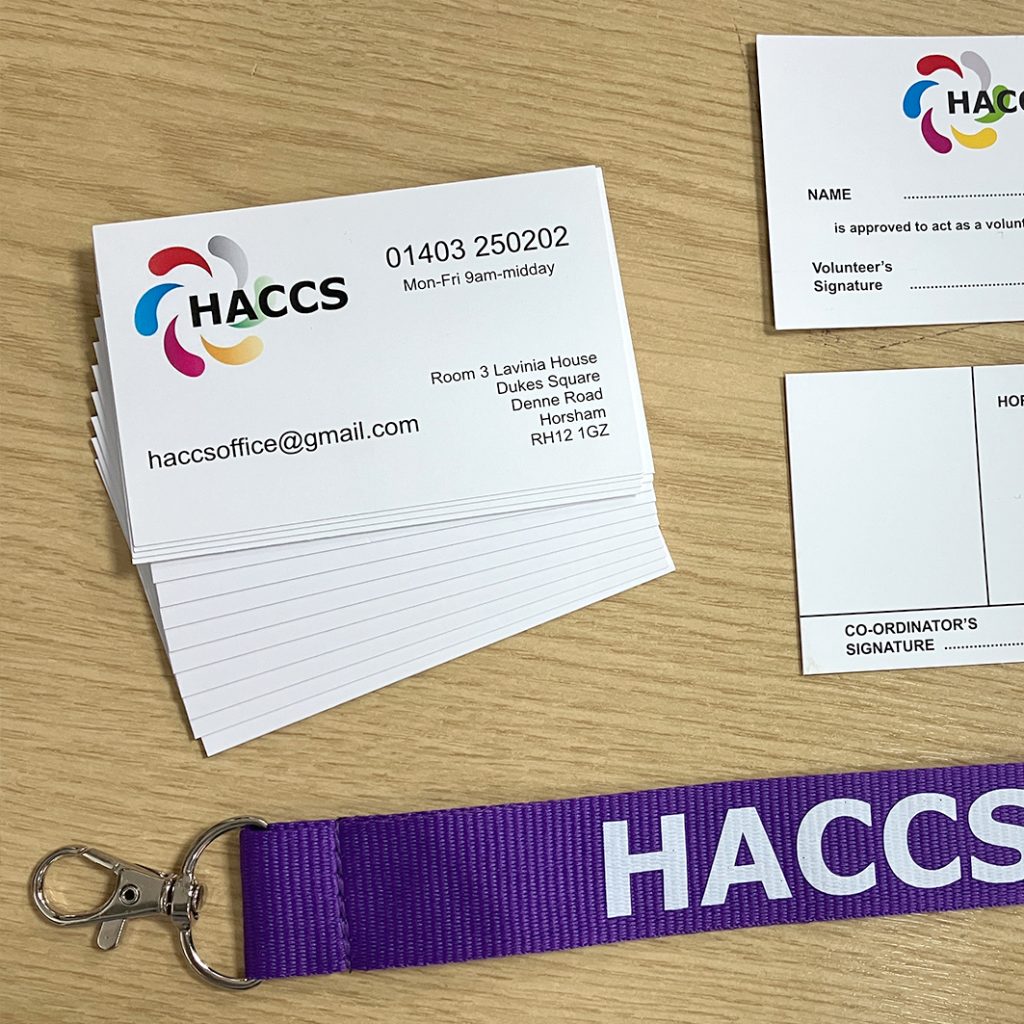 HACCS
01403 250202
Mon-Fri 9am-midday
Room 3 Lavinia House
Dukes Square
Denne Road
Horsham
RH12 1GZ
haccsoffice@gmail.com
HACC
NAME
is approved to act as a
Volunteer's
Signature
CO-ORDINATOR'S
SIGNATURE
HACCS